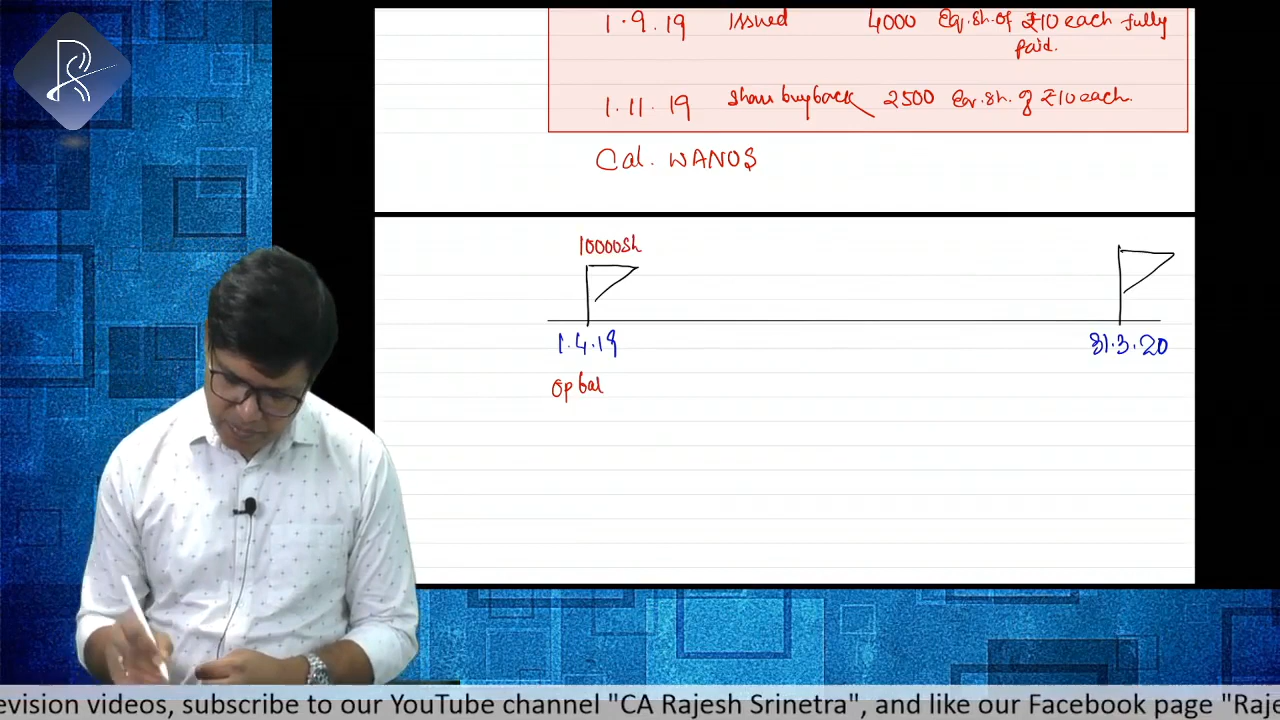 1.9.19 Issued 4000 Eq.sh.of ₹10 each fully
paid.
1.11.19 Share buyback 2500 Eq.sh. of ₹10 each.
Cal. WANOS
10000Sh
1.4.19 31.3.20
op bal
evision videos, subscribe to our YouTube channel "CA Rajesh Srinetra", and like our Facebook page "Raje